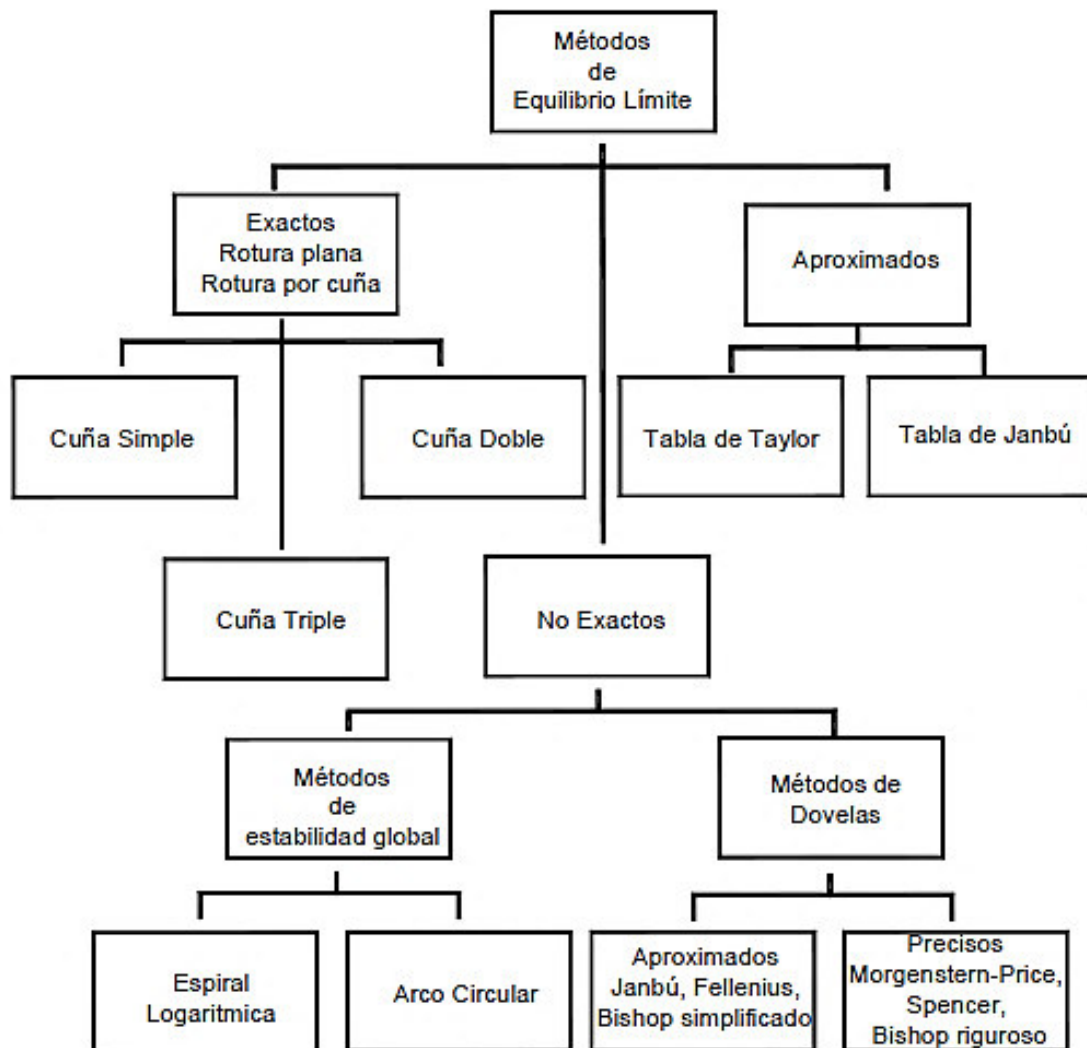 Métodos
de
Equilibrio Límite
Exactos
Rotura plana
Rotura por cuña
Aproximados
Cuña Simple
Cuña Doble
Tabla de Taylor
Tabla de Janbú
Cuña Triple
No Exactos
Métodos
de
estabilidad global
Métodos de
Dovelas
Espiral
Logaritmica
Arco Circular
Aproximados
Janbú, Fellenius,
Bishop simplificado
Precisos
Morgenstern-Price,
Spencer,
Bishop riguroso